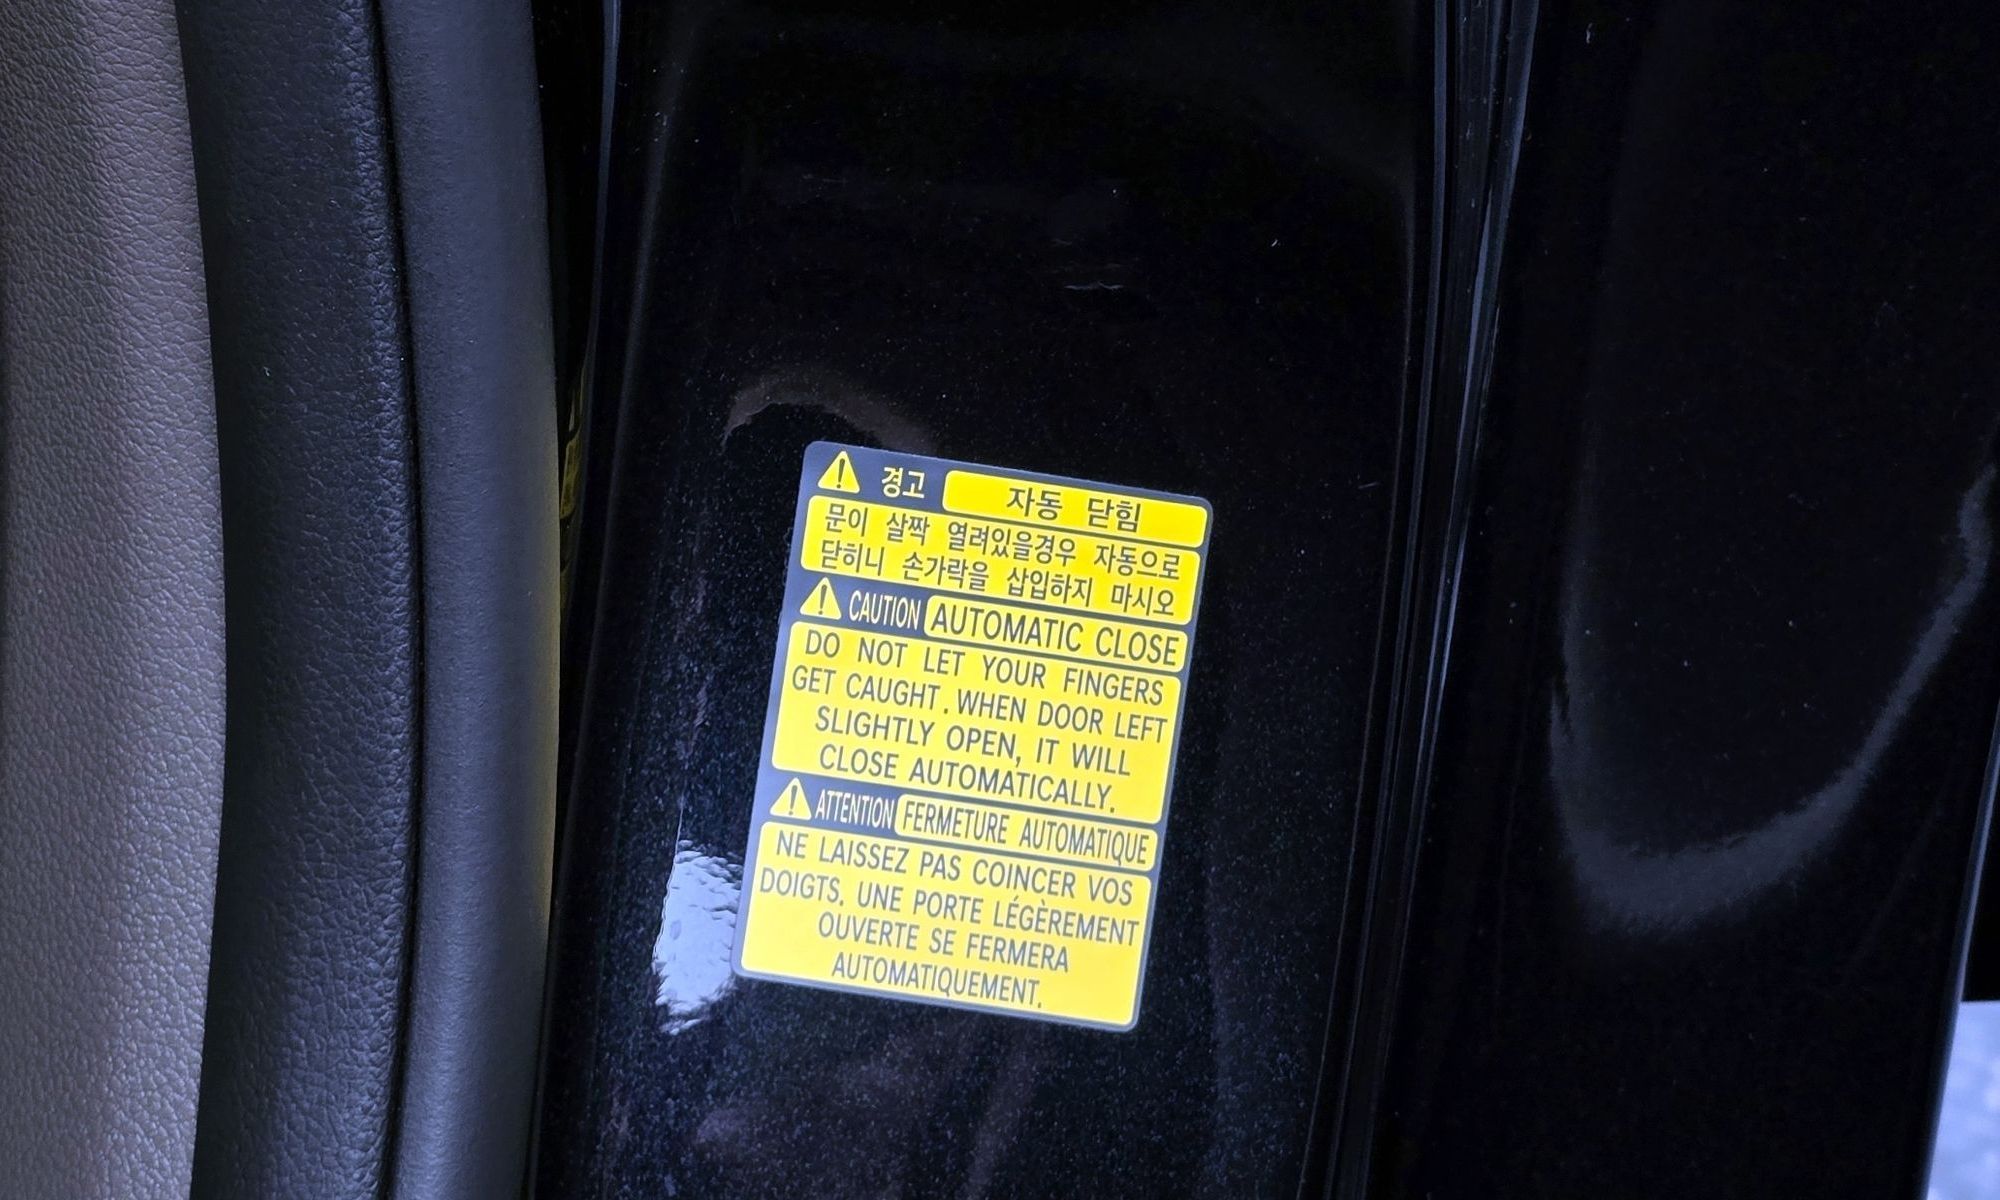 경고 자동 닫힘
문이 살짝 열려있을경우 자동으로
닫히니 손가락을 삽입하지 마시오
CAUTION AUTOMATIC CLOSE
DO NOT LET YOUR FINGERS
GET CAUGHT. WHEN DOOR LEFT
SLIGHTLY OPEN, IT WILL
CLOSE AUTOMATICALLY.
ATTENTION FERMETURE AUTOMATIQUE
NE LAISSEZ PAS COINCER VOS
DOIGTS. UNE PORTE LÉGÈREMENT
OUVERTE SE FERMERA
AUTOMATIQUEMENT.